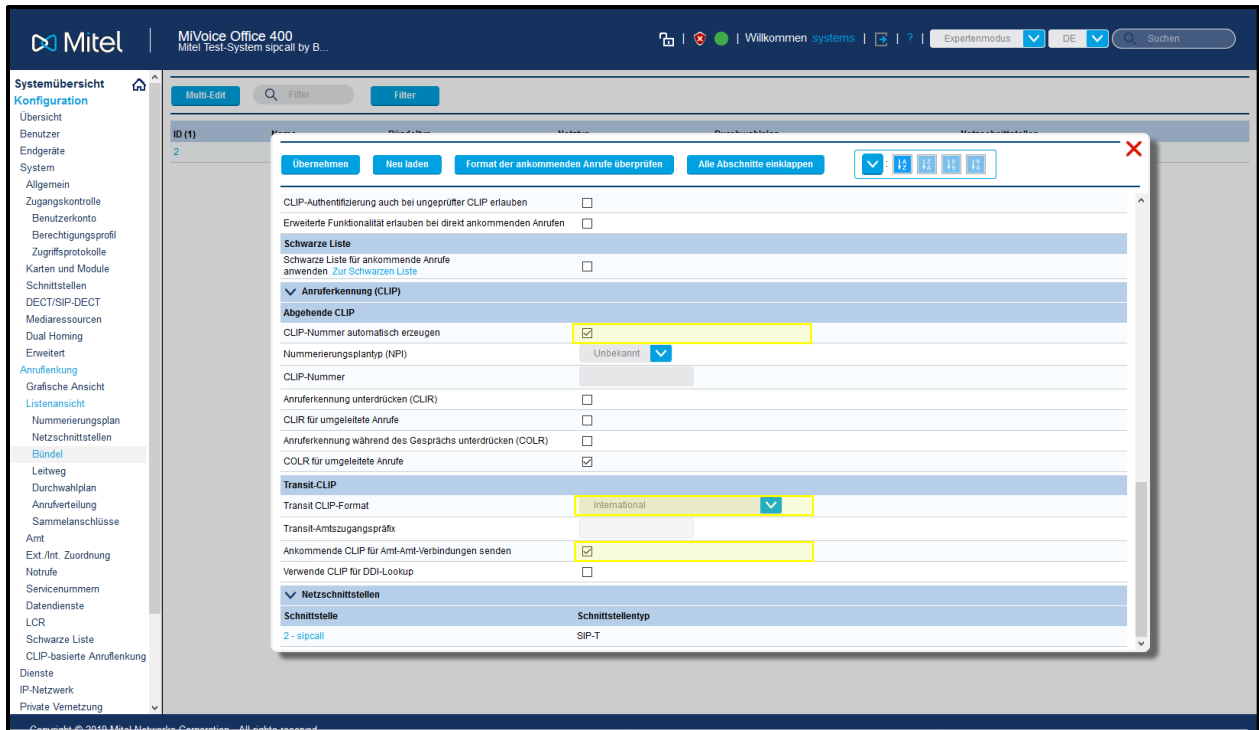 Mitel
MiVoice Office 400
Mitel Test-System sipcall by B...
Willkommen systems
?
Expertenmodus
DE
Suchen
Systemübersicht
Konfiguration
Übersicht
Benutzer
Endgeräte
System
Allgemein
Zugangskontrolle
Benutzerkonto
Berechtigungsprofil
Zugriffsprotokolle
Karten und Module
Schnittstellen
DECT/SIP-DECT
Mediaressourcen
Dual Homing
Erweitert
Anruflenkung
Grafische Ansicht
Listenansicht
Nummerierungsplan
Netzschnittstellen
Bündel
Leitweg
Durchwahlplan
Anrufverteilung
Sammelanschlüsse
Amt
Ext./Int. Zuordnung
Notrufe
Servicenummern
Datendienste
LCR
Schwarze Liste
CLIP-basierte Anruflenkung
Dienste
IP-Netzwerk
Private Vernetzung
Multi-Edit
Filter
Filter
ID (1)
2
Übernehmen
Neu laden
Format der ankommenden Anrufe überprüfen
Alle Abschnitte einklappen
CLIP-Authentifizierung auch bei ungeprüfter CLIP erlauben
Erweiterte Funktionalität erlauben bei direkt ankommenden Anrufen
Schwarze Liste
Schwarze Liste für ankommende Anrufe
anwenden Zur Schwarzen Liste
Anruferkennung (CLIP)
Abgehende CLIP
CLIP-Nummer automatisch erzeugen
Nummerierungsplantyp (NPI) Unbekannt
CLIP-Nummer
Anruferkennung unterdrücken (CLIR)
CLIR für umgeleitete Anrufe
Anruferkennung während des Gesprächs unterdrücken (COLR)
COLR für umgeleitete Anrufe
Transit-CLIP
Transit CLIP-Format International
Transit-Amtszugangspräfix
Ankommende CLIP für Amt-Amt-Verbindungen senden
Verwende CLIP für DDI-Lookup
Netzschnittstellen
Schnittstelle Schnittstellentyp
2 - sipcall SIP-T
Copyright © 2019 Mitel Networks Corporation - All rights reserved